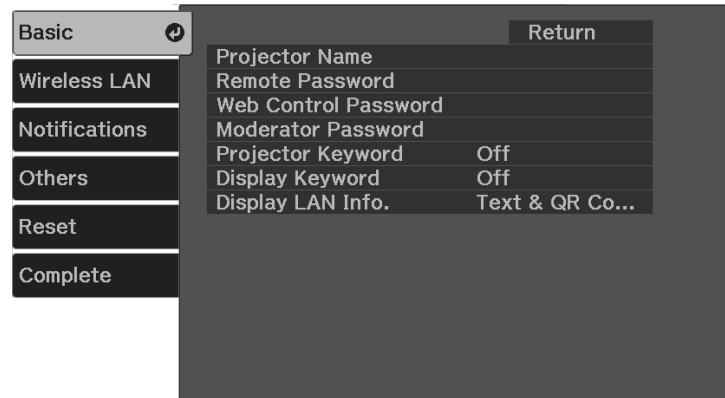 Basic
Wireless LAN
Notifications
Others
Reset
Complete
Return
Projector Name
Remote Password
Web Control Password
Moderator Password
Projector Keyword Off
Display Keyword Off
Display LAN Info. Text & QR Co...